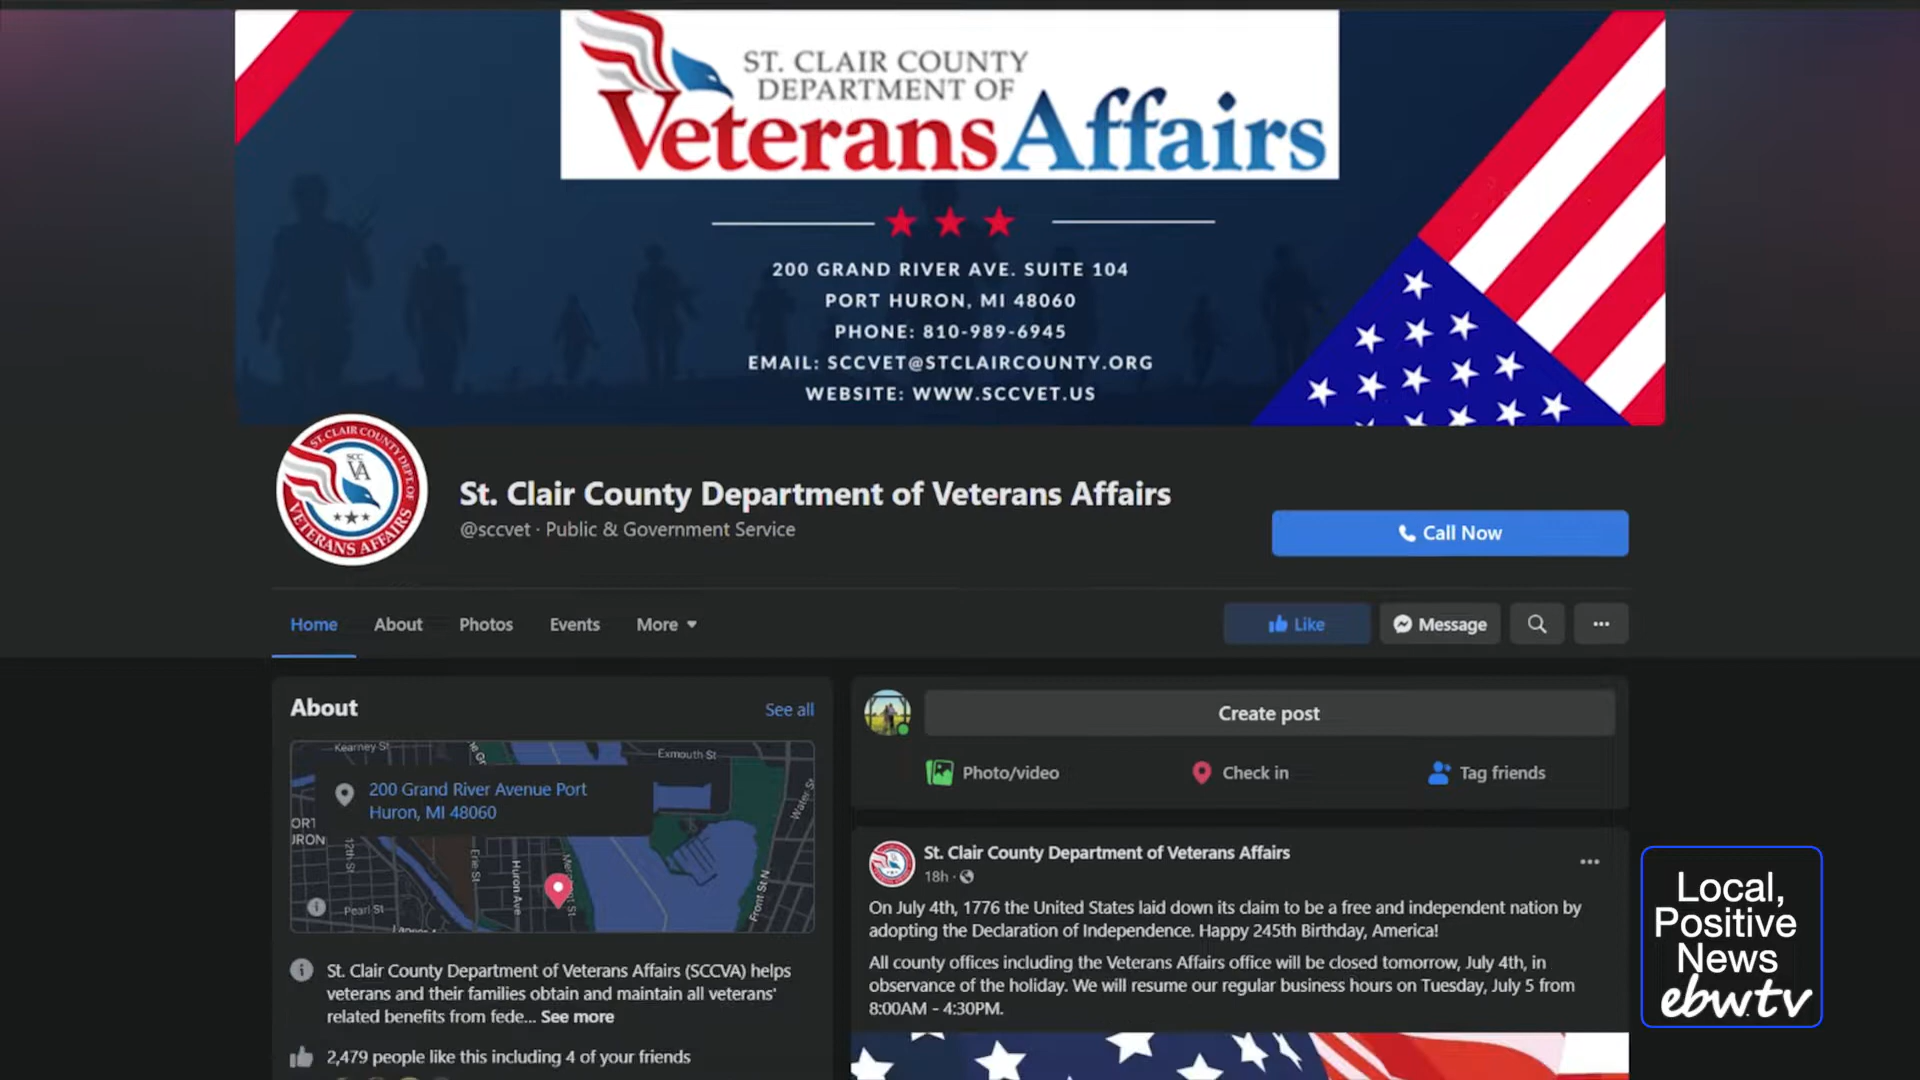 ST. CLAIR COUNTY
DEPARTMENT OF
Veterans Affairs
200 GRAND RIVER AVE. SUITE 104
PORT HURON, MI 48060
PHONE: 810-989-6945
EMAIL: SCCVET@STCLAIRCOUNTY.ORG
WEBSITE: WWW.SCCVET.US
ST. CLAIR COUNTY DEPT. OF
SCC
VA
VETERANS AFFAIRS
St. Clair County Department of Veterans Affairs
@sccvet · Public & Government Service
Call Now
Home
About
Photos
Events
More
Like
Message
About
See all
Kearney St
Exmouth St
Water St
200 Grand River Avenue Port
Huron, MI 48060
12th St
Erie St
Huron Ave
Merchant St
Front St N
Pearl St
St. Clair County Department of Veterans Affairs (SCCVA) helps
veterans and their families obtain and maintain all veterans'
related benefits from fede... See more
2,479 people like this including 4 of your friends
Create post
Photo/video
Check in
Tag friends
St. Clair County Department of Veterans Affairs
18h ·
On July 4th, 1776 the United States laid down its claim to be a free and independent nation by
adopting the Declaration of Independence. Happy 245th Birthday, America!
All county offices including the Veterans Affairs office will be closed tomorrow, July 4th, in
observance of the holiday. We will resume our regular business hours on Tuesday, July 5 from
8:00AM - 4:30PM.
Local,
Positive
News
ebw.tv